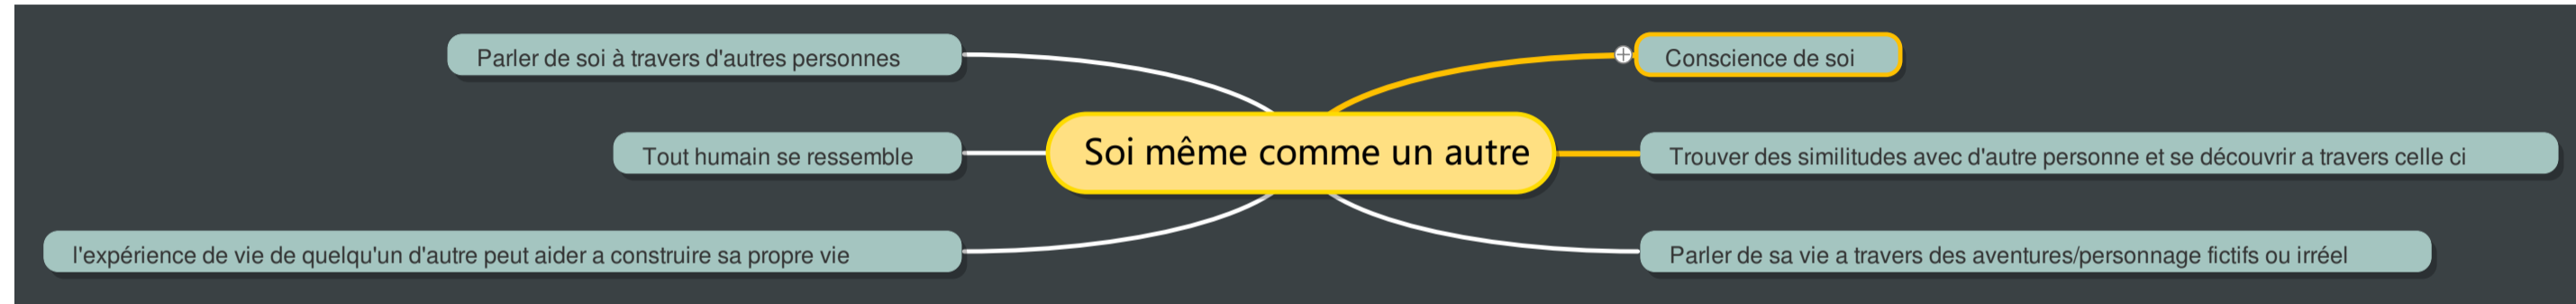 Parler de soi à travers d'autres personnes
Conscience de soi
Tout humain se ressemble
Soi même comme un autre
Trouver des similitudes avec d'autre personne et se découvrir a travers celle ci
l'expérience de vie de quelqu'un d'autre peut aider a construire sa propre vie
Parler de sa vie a travers des aventures/personnage fictifs ou irréel